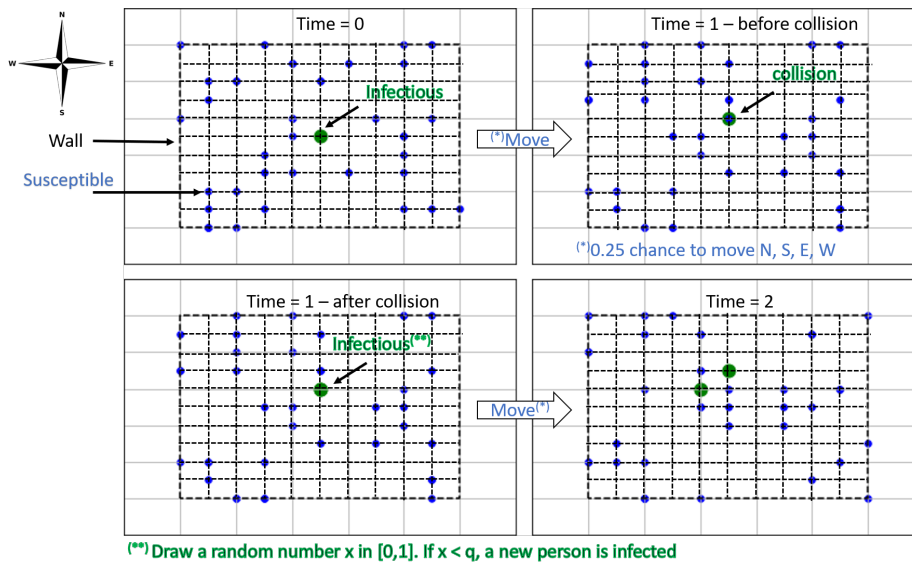 N
W E
S
Time = 0
Infectious
Wall
Susceptible
(*)Move
Time = 1 – before collision
collision
(*)0.25 chance to move N, S, E, W
Time = 1 – after collision
Infectious(**)
Move(*)
Time = 2
(**) Draw a random number x in [0,1]. If x < q, a new person is infected